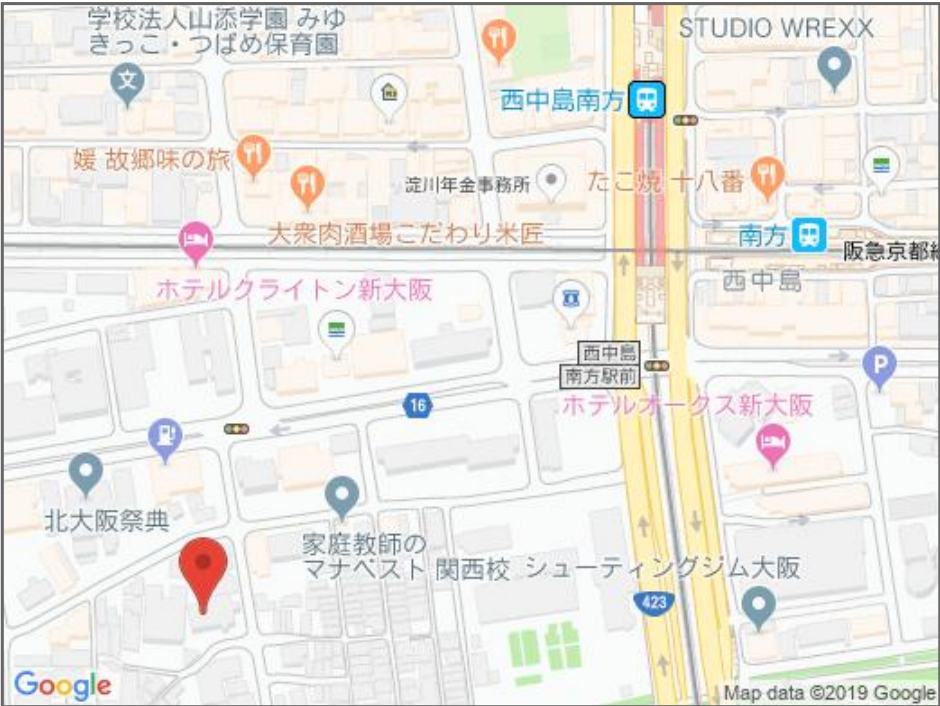 学校法人山添学園 みゆ
きっこ・つばめ保育園
STUDIO WREXX
文
西中島南方
媛 故郷味の旅
淀川年金事務所
たこ焼 十八番
大衆肉酒場こだわり米匠
南方
阪急京都線
西中島
ホテルクライトン新大阪
西中島
南方駅前
P
16
ホテルオークス新大阪
北大阪祭典
家庭教師の
マナベスト 関西校
シューティングジム大阪
423
Google
Map data ©2019 Google